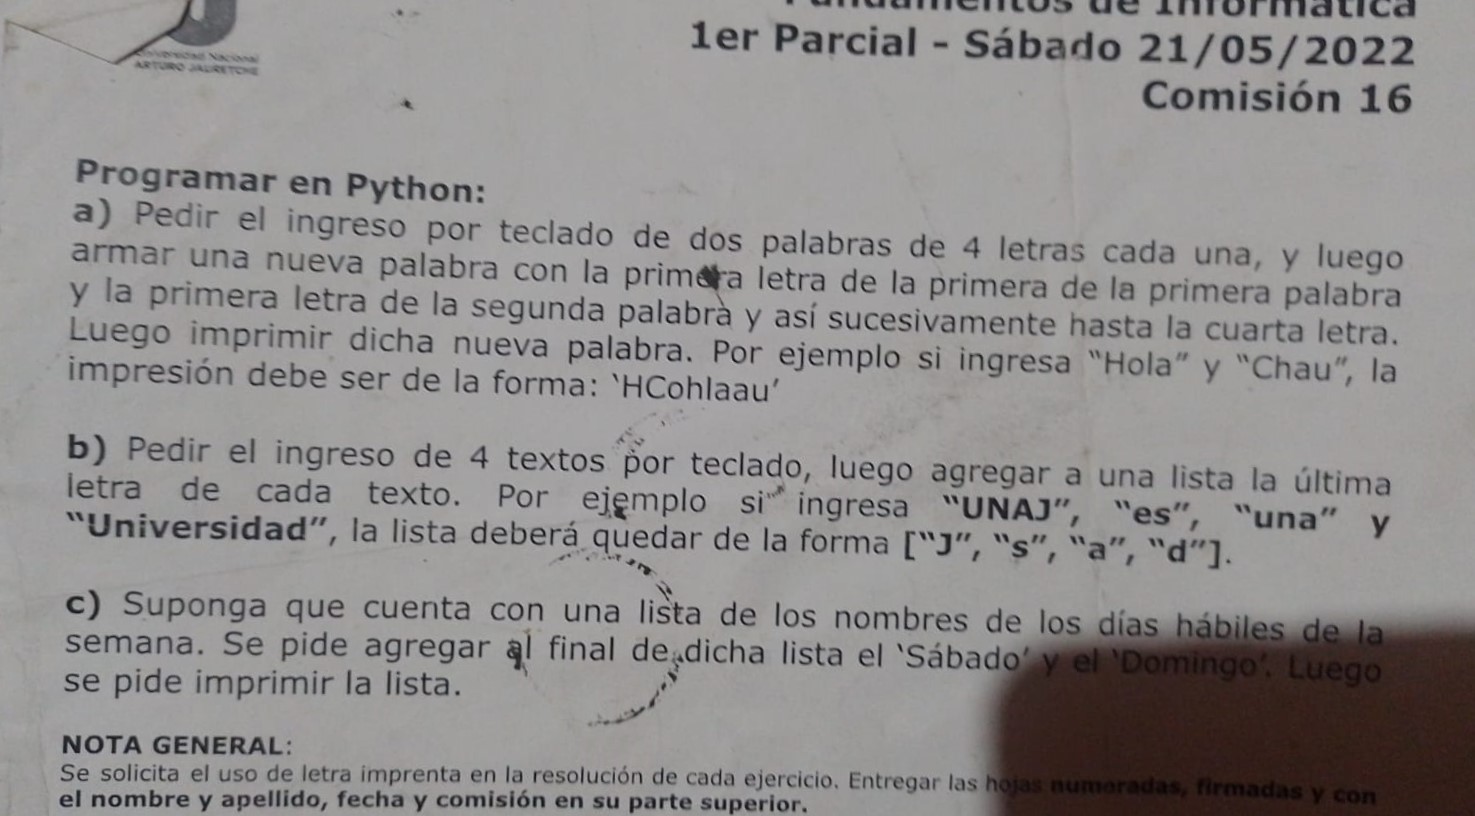 Fundamentos de Informática
1er Parcial - Sábado 21/05/2022
Comisión 16
Universidad Nacional
ARTURO JAURETCHE
Programar en Python:
a) Pedir el ingreso por teclado de dos palabras de 4 letras cada una, y luego
armar una nueva palabra con la primera letra de la primera de la primera palabra
y la primera letra de la segunda palabra y así sucesivamente hasta la cuarta letra.
Luego imprimir dicha nueva palabra. Por ejemplo si ingresa “Hola” y “Chau”, la
impresión debe ser de la forma: ‘HCohlaau’
b) Pedir el ingreso de 4 textos por teclado, luego agregar a una lista la última
letra de cada texto. Por ejemplo si ingresa “UNAJ”, “es”, “una” y
“Universidad”, la lista deberá quedar de la forma [“J”, “s”, “a”, “d”].
c) Suponga que cuenta con una lista de los nombres de los días hábiles de la
semana. Se pide agregar al final de dicha lista el ‘Sábado’ y el ‘Domingo’. Luego
se pide imprimir la lista.
NOTA GENERAL:
Se solicita el uso de letra imprenta en la resolución de cada ejercicio. Entregar las hojas numeradas, firmadas y con
el nombre y apellido, fecha y comisión en su parte superior.